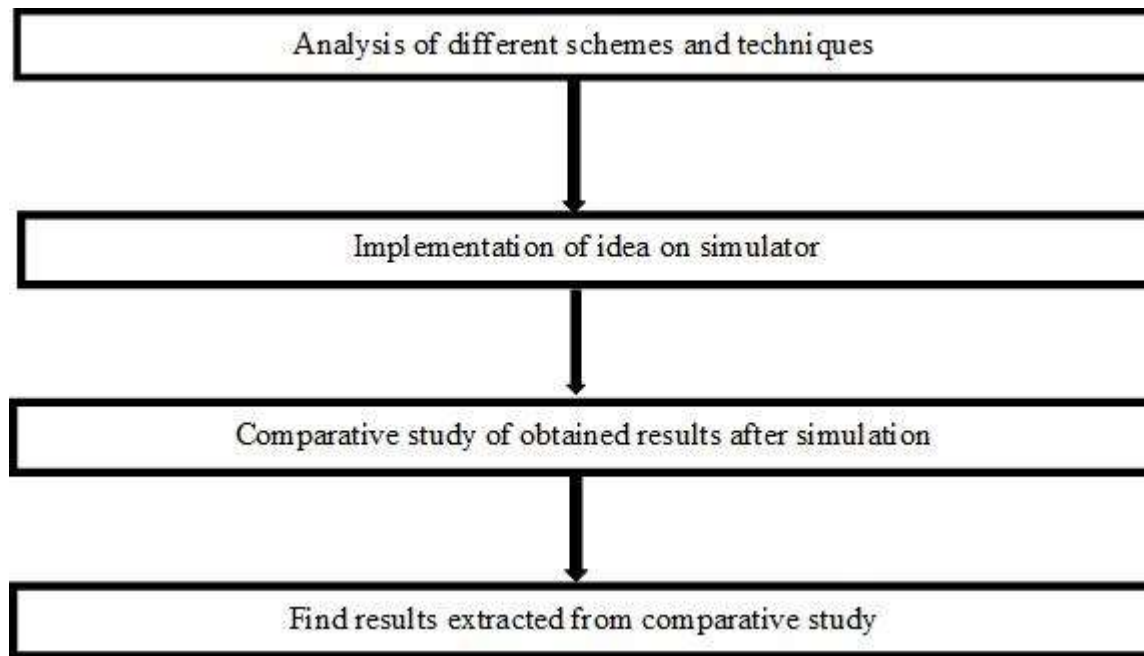 Analysis of different schemes and techniques
Implementation of idea on simulator
Comparative study of obtained results after simulation
Find results extracted from comparative study